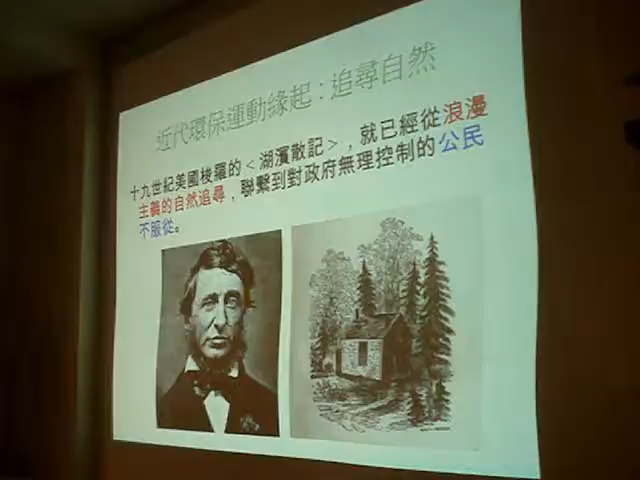 近代環保運動緣起：追尋自然
十九世紀美國梭羅的＜湖濱散記＞，就已經從浪漫
主義的自然追尋，聯繫到對政府無理控制的公民
不服從。